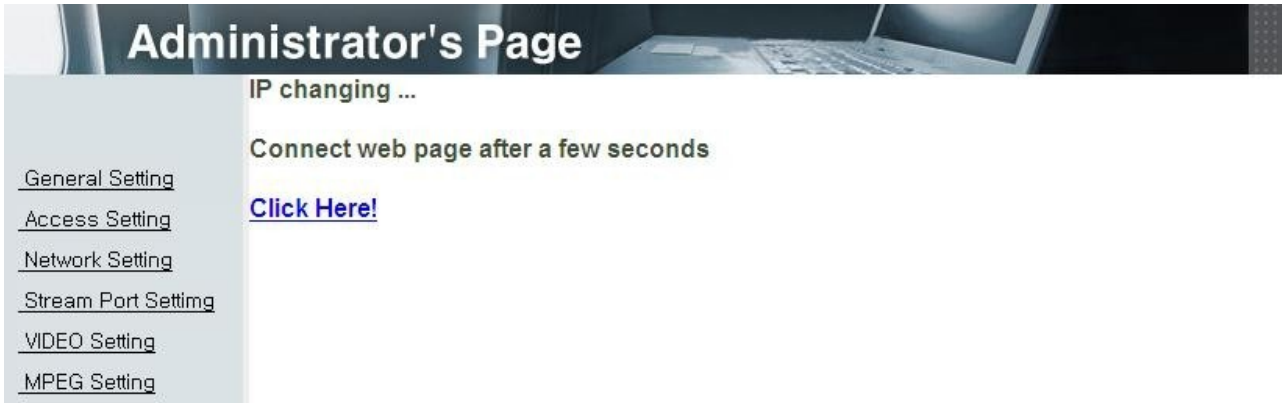 Administrator's Page
IP changing ...
Connect web page after a few seconds
Click Here!
General Setting
Access Setting
Network Setting
Stream Port Settimg
VIDEO Setting
MPEG Setting